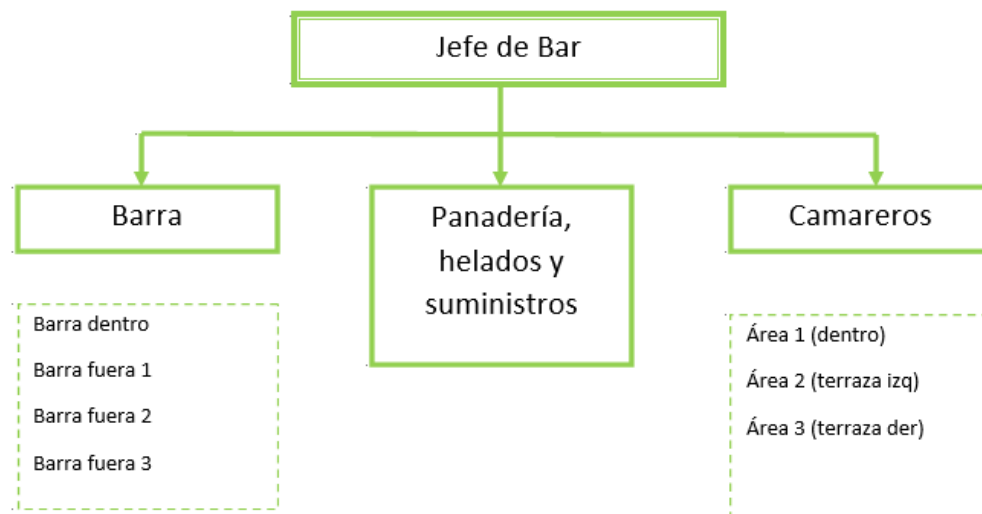 Jefe de Bar
Barra
Panadería,
helados y
suministros
Camareros
Barra dentro
Barra fuera 1
Barra fuera 2
Barra fuera 3
Área 1 (dentro)
Área 2 (terraza izq)
Área 3 (terraza der)